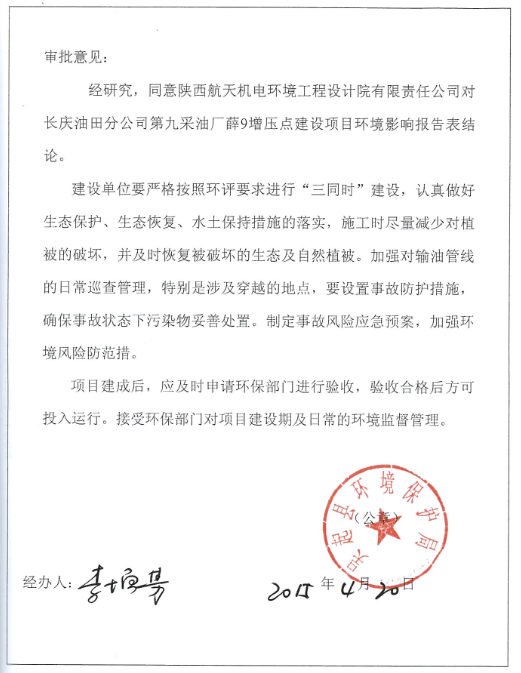 审批意见：
经研究，同意陕西航天机电环境工程设计院有限责任公司对
长庆油田分公司第九采油厂薛9增压点建设项目环境影响报告表结
论。
建设单位要严格按照环评要求进行“三同时”建设，认真做好
生态保护、生态恢复、水土保持措施的落实，施工时尽量减少对植
被的破坏，并及时恢复被破坏的生态及自然植被。加强对输油管线
的日常巡查管理，特别是涉及穿越的地点，要设置事故防护措施，
确保事故状态下污染物妥善处置。制定事故风险应急预案，加强环
境风险防范措。
项目建成后，应及时申请环保部门进行验收，验收合格后方可
投入运行。接受环保部门对项目建设期及日常的环境监督管理。
吴起县环境保护局
（公章）
经办人：李
2015年4月20日